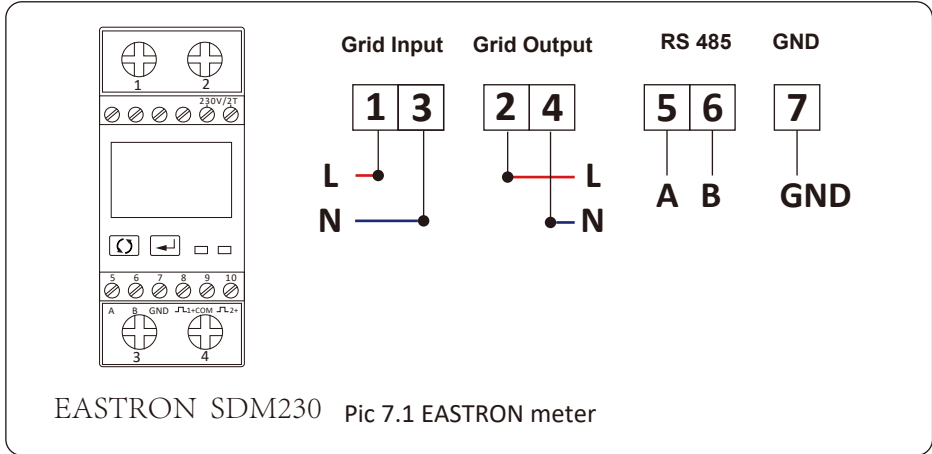 Grid Input Grid Output RS 485 GND
1 2
230V/2T
1 3 2 4 5 6 7
L L
N N
A B GND
5 6 7 8 9 10
A B GND 1+COM 2+
3 4
EASTRON SDM230 Pic 7.1 EASTRON meter